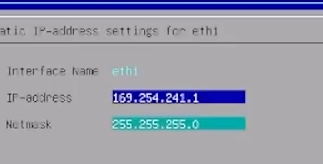 atic IP-address settings for eth1
Interface Name eth1
IP-address 169.254.241.1
Netmask 255.255.255.0